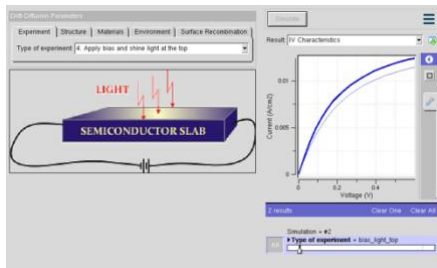 Drift Diffusion Parameters
Experiment Structure Materials Environment Surface Recombination
Type of experiment 4. Apply bias and shine light at the top
LIGHT
SEMICONDUCTOR SLAB
Simulate
Result: IV Characteristics
Current (A/cm2)
0.01
0.005
0
0 0.2 0.4
Voltage (V)
2 results Clear One Clear All
Simulation = #2
All
Type of experiment = bias_light_top